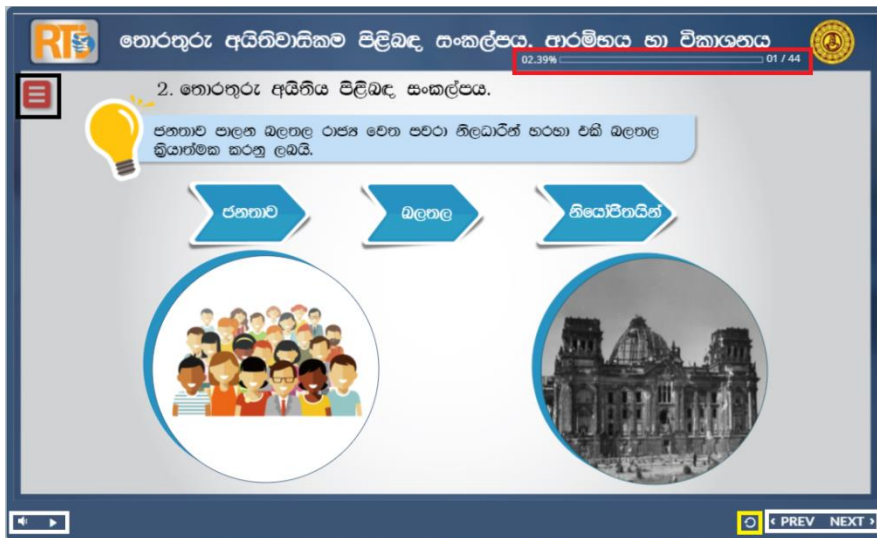 RTI
තොරතුරු අයිතිවාසිකම පිළිබඳ සංකල්පය, ආරම්භය හා විකාශනය
02.39% 01 / 44
2. තොරතුරු අයිතිය පිළිබඳ සංකල්පය.
ජනතාව පාලන බලතල රාජ්‍ය වෙත පවරා නිලධාරීන් හරහා එකී බලතල
ක්‍රියාත්මක කරනු ලබයි.
ජනතාව බලතල නියෝජිතයින්
‹ PREV NEXT ›